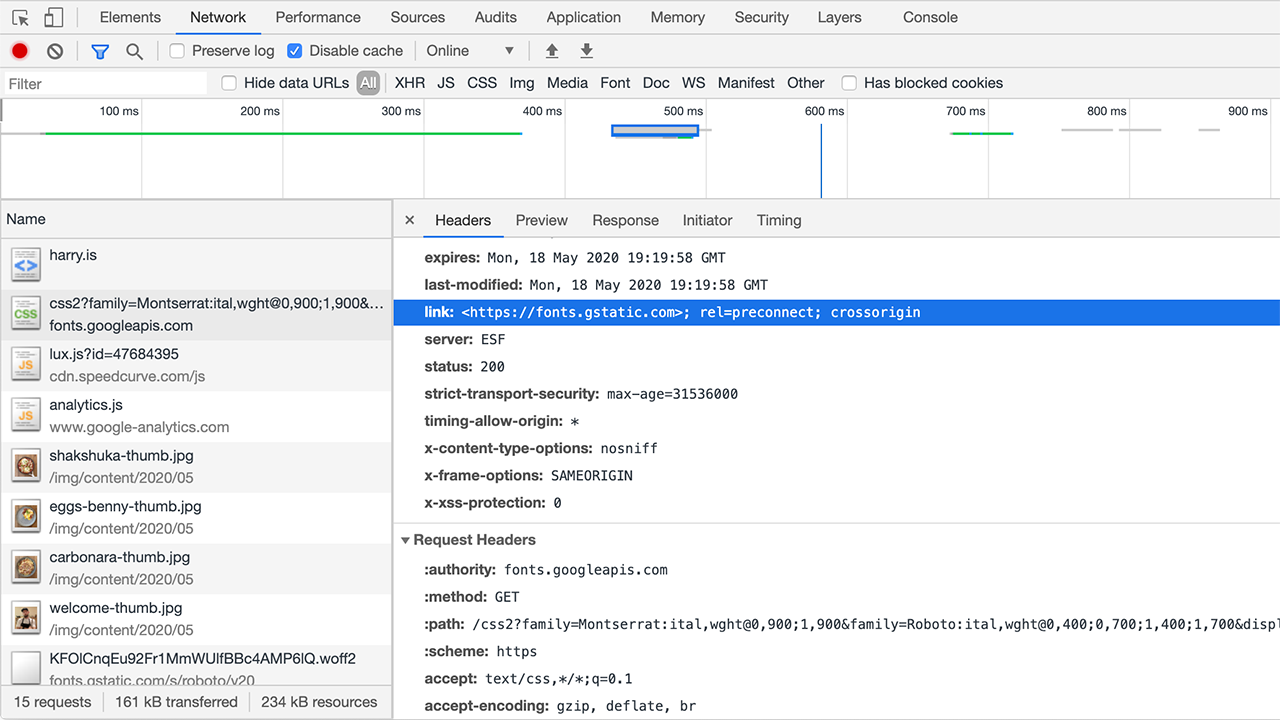 Elements Network Performance Sources Audits Application Memory Security Layers Console
Preserve log Disable cache Online
Filter Hide data URLs All XHR JS CSS Img Media Font Doc WS Manifest Other Has blocked cookies
100 ms 200 ms 300 ms 400 ms 500 ms 600 ms 700 ms 800 ms 900 ms
Name
harry.is
CSS
css2?family=Montserrat:ital,wght@0,900;1,900&…
fonts.googleapis.com
JS
lux.js?id=47684395
cdn.speedcurve.com/js
JS
analytics.js
www.google-analytics.com
shakshuka-thumb.jpg
/img/content/2020/05
eggs-benny-thumb.jpg
/img/content/2020/05
carbonara-thumb.jpg
/img/content/2020/05
welcome-thumb.jpg
/img/content/2020/05
KFOlCnqEu92Fr1MmWUlfBBc4AMP6lQ.woff2
fonts.gstatic.com/s/roboto/v20
15 requests 161 kB transferred 234 kB resources
× Headers Preview Response Initiator Timing
expires: Mon, 18 May 2020 19:19:58 GMT
last-modified: Mon, 18 May 2020 19:19:58 GMT
link: <https://fonts.gstatic.com>; rel=preconnect; crossorigin
server: ESF
status: 200
strict-transport-security: max-age=31536000
timing-allow-origin: *
x-content-type-options: nosniff
x-frame-options: SAMEORIGIN
x-xss-protection: 0
Request Headers
:authority: fonts.googleapis.com
:method: GET
:path: /css2?family=Montserrat:ital,wght@0,900;1,900&family=Roboto:ital,wght@0,400;0,700;1,400;1,700&displ
:scheme: https
accept: text/css,*/*;q=0.1
accept-encoding: gzip, deflate, br